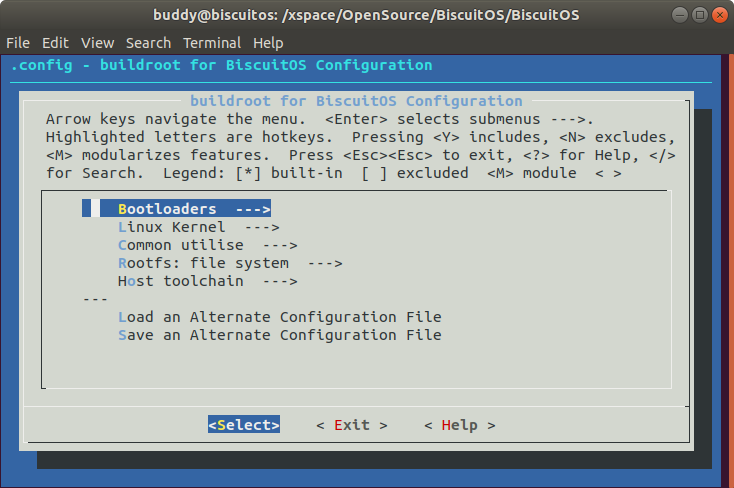 buddy@biscuitos: /xspace/OpenSource/BiscuitOS/BiscuitOS
File Edit View Search Terminal Help
.config - buildroot for BiscuitOS Configuration
buildroot for BiscuitOS Configuration
Arrow keys navigate the menu.  <Enter> selects submenus --->.
Highlighted letters are hotkeys.  Pressing <Y> includes, <N> excludes,
<M> modularizes features.  Press <Esc><Esc> to exit, <?> for Help, </>
for Search.  Legend: [*] built-in  [ ] excluded  <M> module  < >
Bootloaders  --->
Linux Kernel  --->
Common utilise  --->
Rootfs: file system  --->
Host toolchain  --->
---
Load an Alternate Configuration File
Save an Alternate Configuration File
<Select>    < Exit >    < Help >